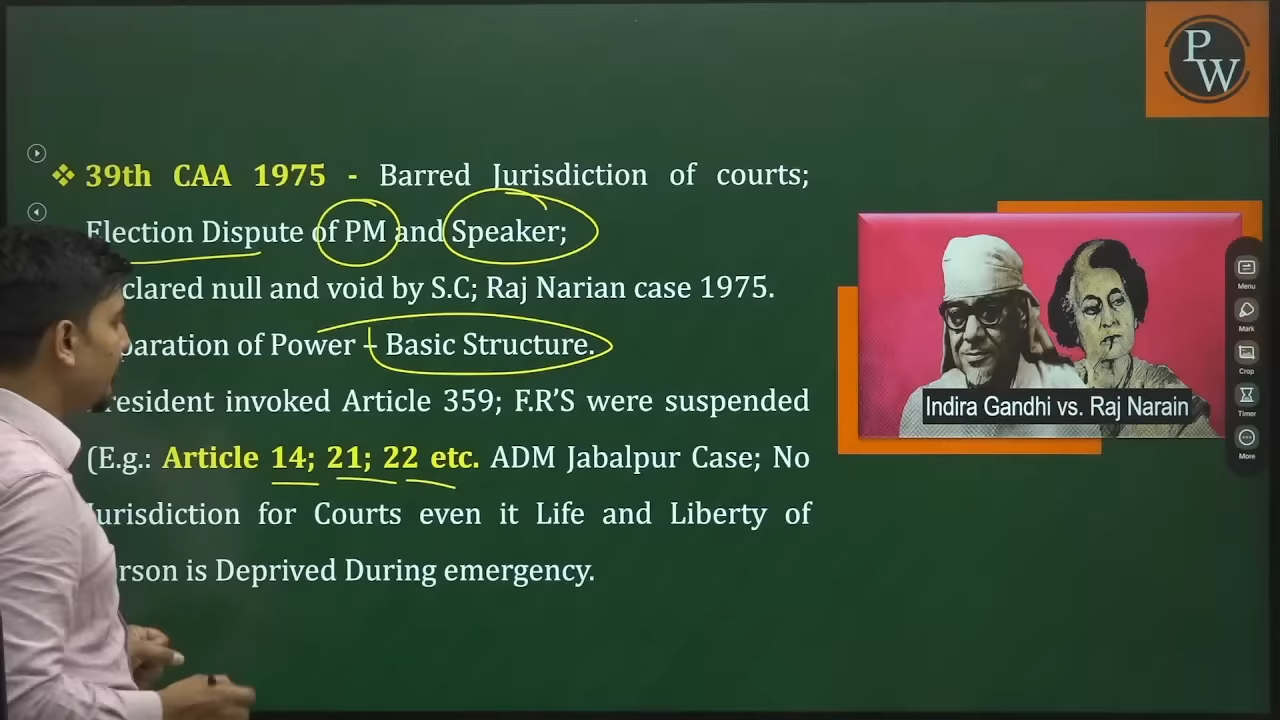 PW
39th CAA 1975 - Barred Jurisdiction of courts;
Election Dispute of PM and Speaker;
clared null and void by S.C; Raj Narian case 1975.
paration of Power - Basic Structure.
resident invoked Article 359; F.R'S were suspended
(E.g.: Article 14; 21; 22 etc. ADM Jabalpur Case; No
Jurisdiction for Courts even it Life and Liberty of
rson is Deprived During emergency.
Indira Gandhi vs. Raj Narain
Menu
Mark
Crop
Timer
More